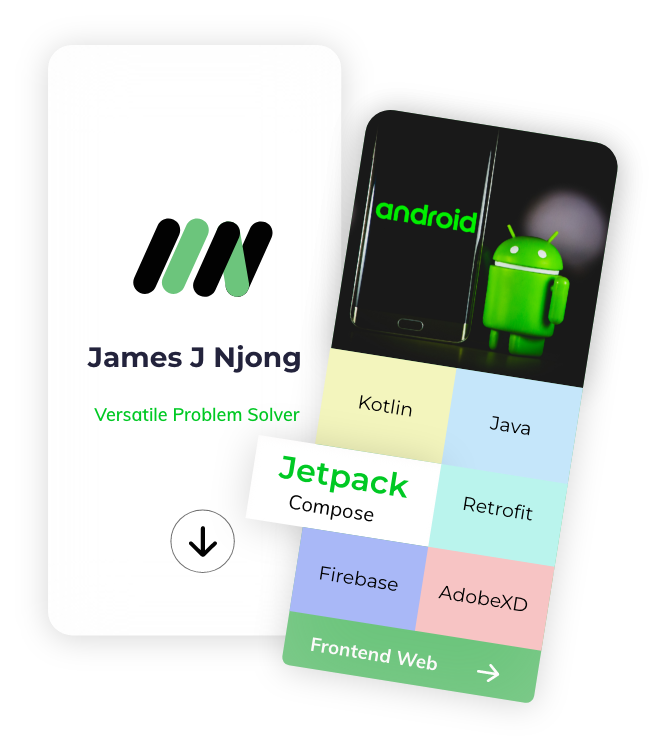 James J Njong
Versatile Problem Solver
android
Kotlin
Java
Jetpack
Compose
Retrofit
Firebase
AdobeXD
Frontend Web